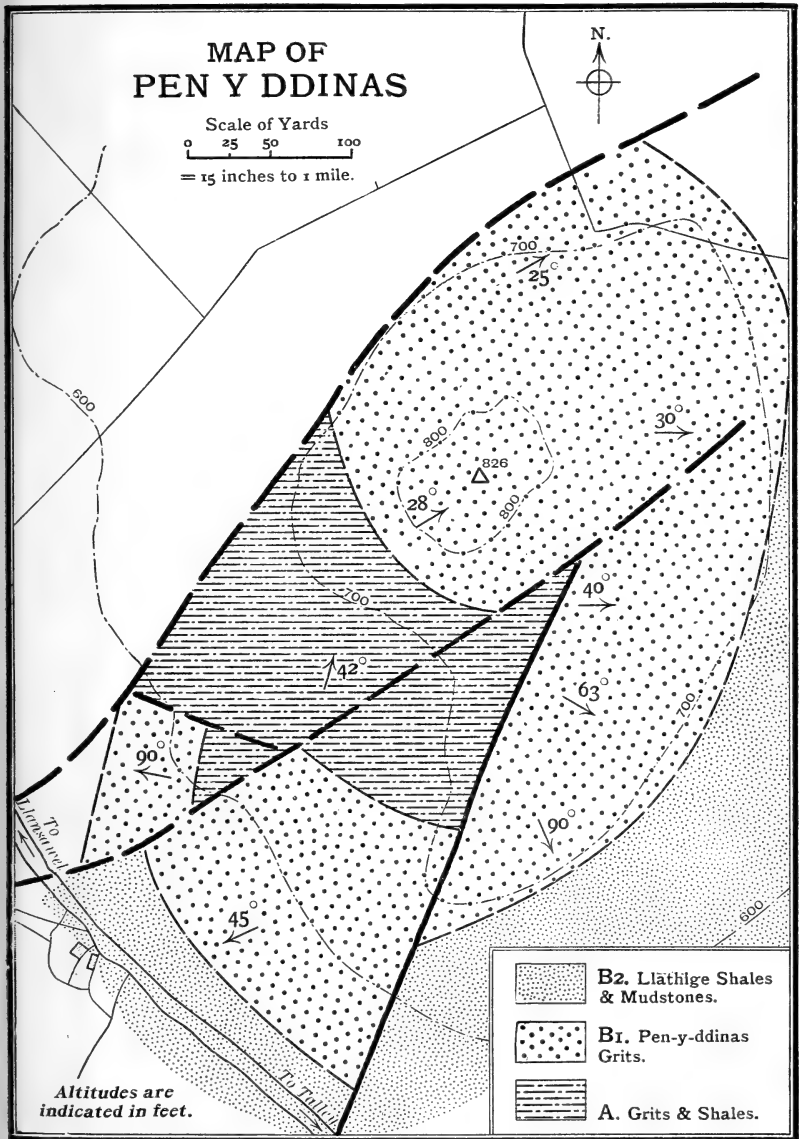 MAP OF
PEN Y DDINAS
N.
Scale of Yards
0 25 50 100
= 15 inches to 1 mile.
700
25°
600
30°
800
826
28°
800
700
40°
42°
63°
700
90°
90°
To
Llansawel
45°
600
To
B2. Llathige Shales
& Mudstones.
B1. Pen-y-ddinas
Grits.
A. Grits & Shales.
Altitudes are
indicated in feet.